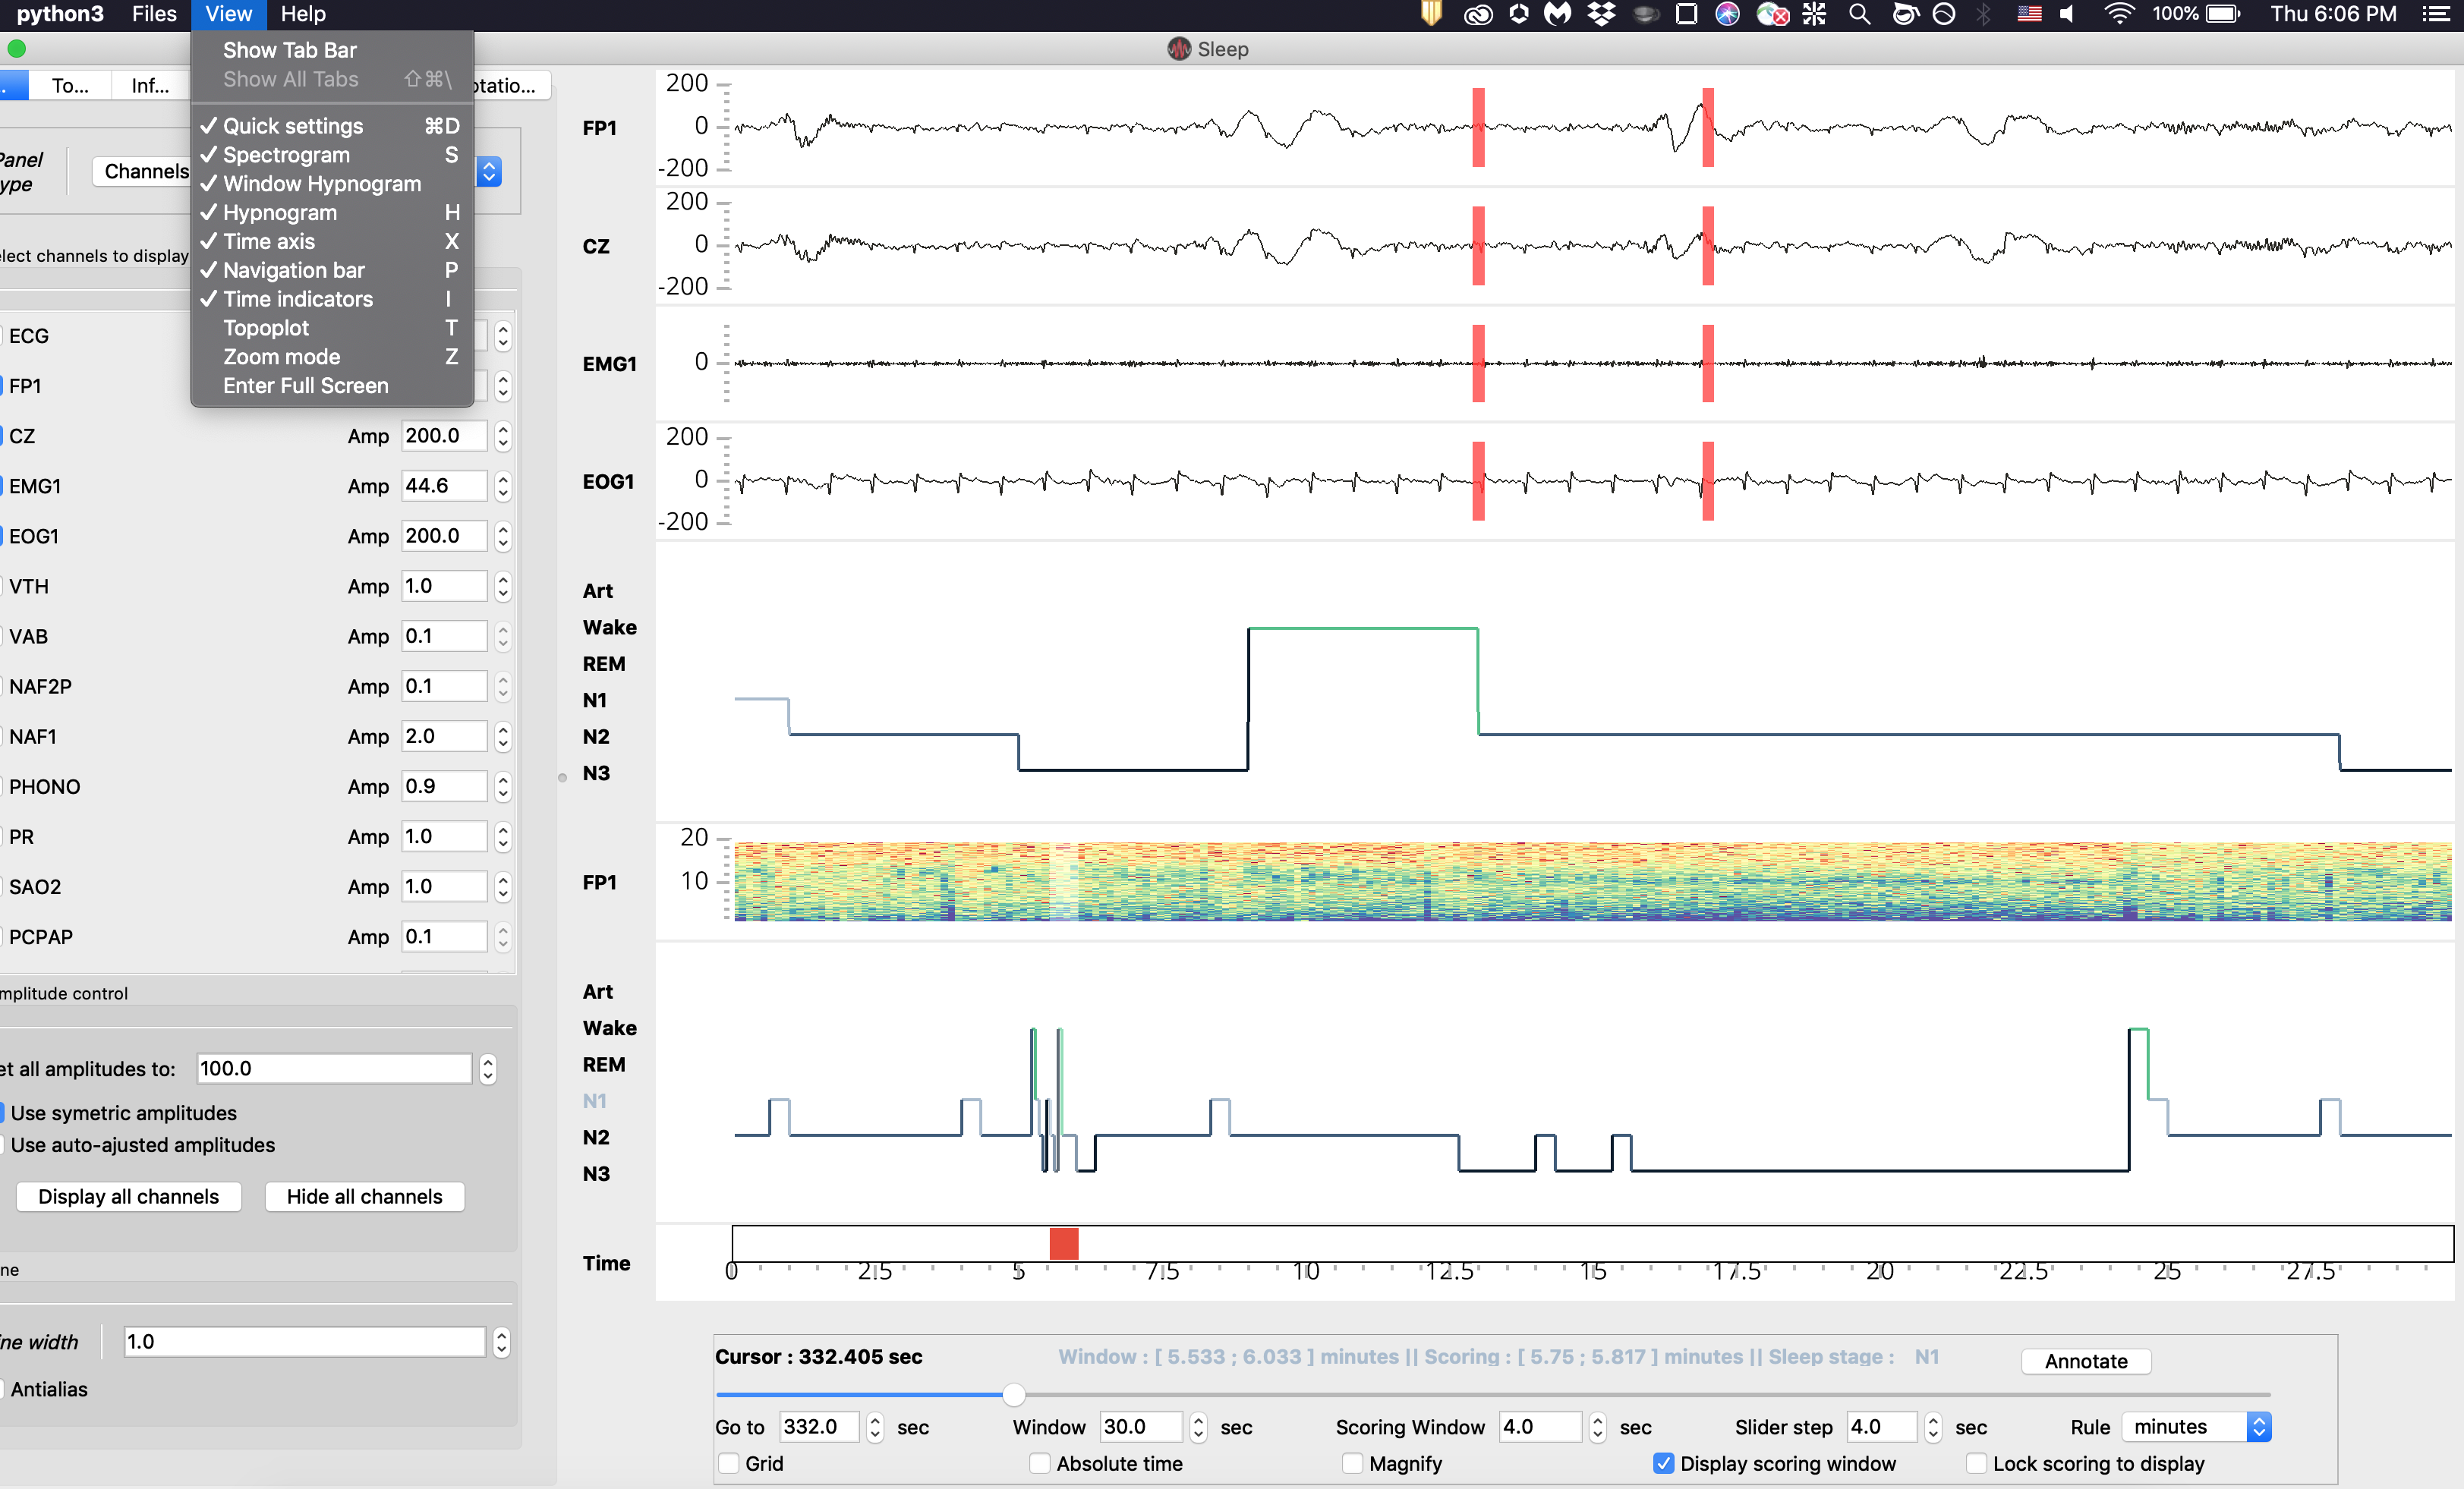 python3 Files View Help 100% Thu 6:06 PM
Sleep
Show Tab Bar
Show All Tabs ⇧⌘\
.. To... Inf... otatio...
✓ Quick settings ⌘D
✓ Spectrogram S
✓ Window Hypnogram
✓ Hypnogram H
✓ Time axis X
✓ Navigation bar P
✓ Time indicators I
Topoplot T
Zoom mode Z
Enter Full Screen
Panel
ype
Channels
elect channels to display
ECG
FP1
CZ Amp 200.0
EMG1 Amp 44.6
EOG1 Amp 200.0
VTH Amp 1.0
VAB Amp 0.1
NAF2P Amp 0.1
NAF1 Amp 2.0
PHONO Amp 0.9
PR Amp 1.0
SAO2 Amp 1.0
PCPAP Amp 0.1
mplitude control
et all amplitudes to: 100.0
Use symetric amplitudes
Use auto-ajusted amplitudes
Display all channels Hide all channels
ne
ine width 1.0
Antialias
200
FP1 0
-200
200
CZ 0
-200
EMG1 0
200
EOG1 0
-200
Art
Wake
REM
N1
N2
N3
20
FP1 10
Art
Wake
REM
N1
N2
N3
Time
0 2.5 5 7.5 10 12.5 15 17.5 20 22.5 25 27.5
Cursor : 332.405 sec Window : [ 5.533 ; 6.033 ] minutes || Scoring : [ 5.75 ; 5.817 ] minutes || Sleep stage : N1 Annotate
Go to 332.0 sec Window 30.0 sec Scoring Window 4.0 sec Slider step 4.0 sec Rule minutes
Grid Absolute time Magnify Display scoring window Lock scoring to display